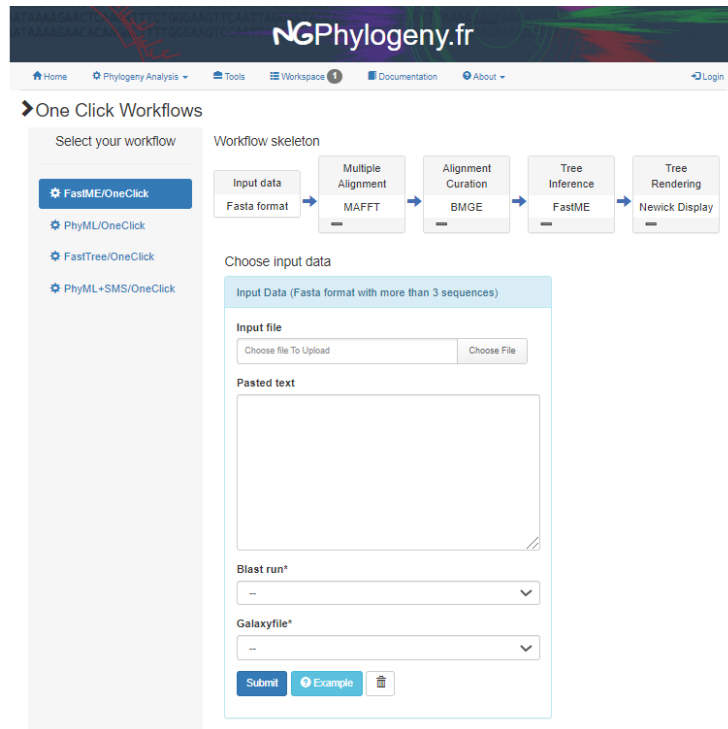 NGPhylogeny.fr
Home Phylogeny Analysis Tools Workspace 1 Documentation About Login
One Click Workflows
Select your workflow
FastME/OneClick
PhyML/OneClick
FastTree/OneClick
PhyML+SMS/OneClick
Workflow skeleton
Input data
Fasta format
Multiple
Alignment
MAFFT
Alignment
Curation
BMGE
Tree
Inference
FastME
Tree
Rendering
Newick Display
Choose input data
Input Data (Fasta format with more than 3 sequences)
Input file
Choose file To Upload Choose File
Pasted text
Blast run*
--
Galaxyfile*
--
Submit Example